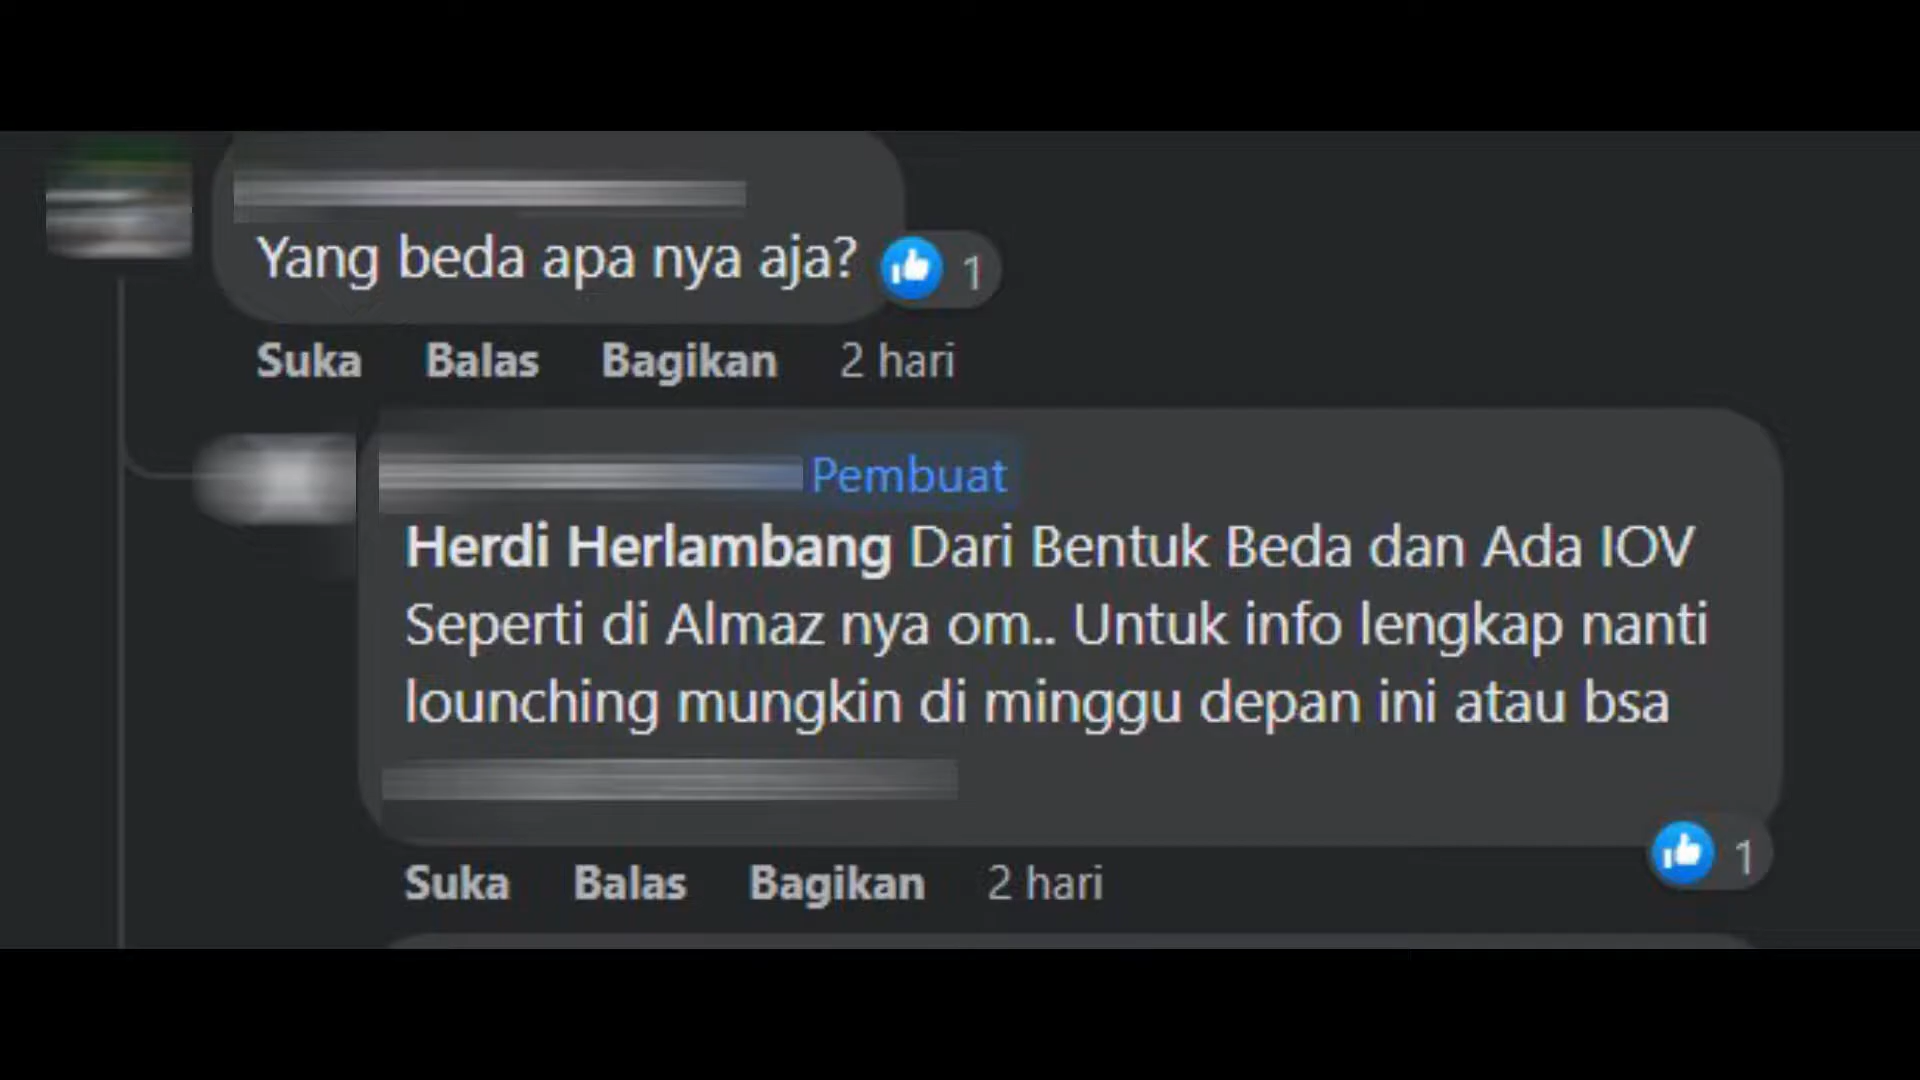 Yang beda apa nya aja?
1
Suka Balas Bagikan 2 hari
Pembuat
Herdi Herlambang Dari Bentuk Beda dan Ada IOV
Seperti di Almaz nya om.. Untuk info lengkap nanti
lounching mungkin di minggu depan ini atau bsa
1
Suka Balas Bagikan 2 hari